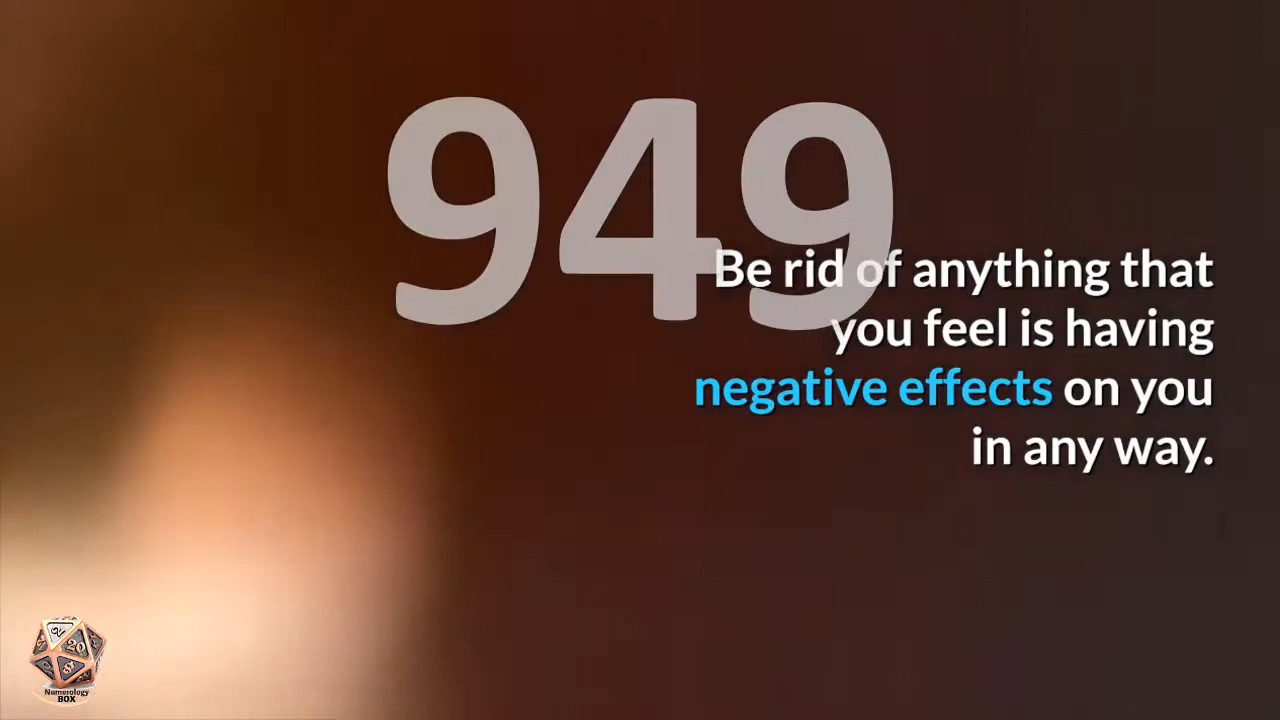 949
Be rid of anything that
you feel is having
negative effects on you
in any way.
20
Numerology
BOX